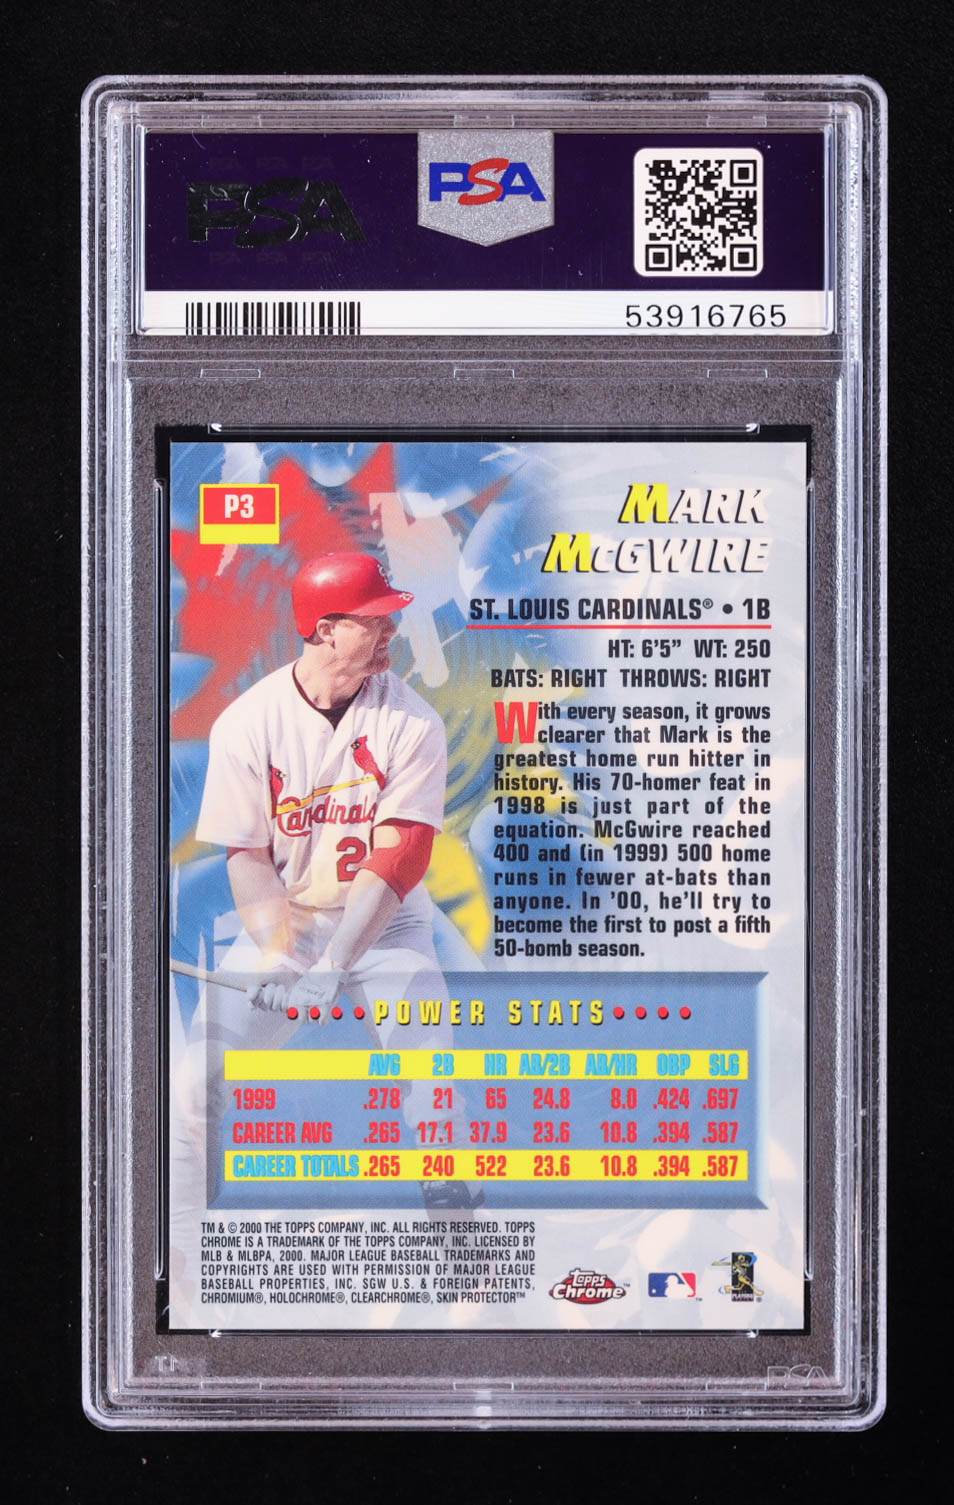 PSA
PSA
53916765
P3
MARK
McGWIRE
ST. LOUIS CARDINALS® • 1B
HT: 6'5" WT: 250
BATS: RIGHT THROWS: RIGHT
With every season, it grows
clearer that Mark is the
greatest home run hitter in
history. His 70-homer feat in
1998 is just part of the
equation. McGwire reached
400 and (in 1999) 500 home
runs in fewer at-bats than
anyone. In '00, he'll try to
become the first to post a fifth
50-bomb season.
Cardinals
2
••••POWER STATS••••
AVG 2B HR AB/2B AB/HR OBP SLG
1999 .278 21 65 24.8 8.0 .424 .697
CAREER AVG .265 17.1 37.9 23.6 10.8 .394 .587
CAREER TOTALS .265 240 522 23.6 10.8 .394 .587
TM & © 2000 THE TOPPS COMPANY, INC. ALL RIGHTS RESERVED. TOPPS
CHROME IS A TRADEMARK OF THE TOPPS COMPANY, INC. LICENSED BY
MLB & MLBPA, 2000. MAJOR LEAGUE BASEBALL TRADEMARKS AND
COPYRIGHTS ARE USED WITH PERMISSION OF MAJOR LEAGUE
BASEBALL PROPERTIES, INC. SGW U.S. & FOREIGN PATENTS,
CHROMIUM®, HOLOCHROME®, CLEARCHROME®, SKIN PROTECTOR™
Topps
Chrome™
PLAYERS
PSA